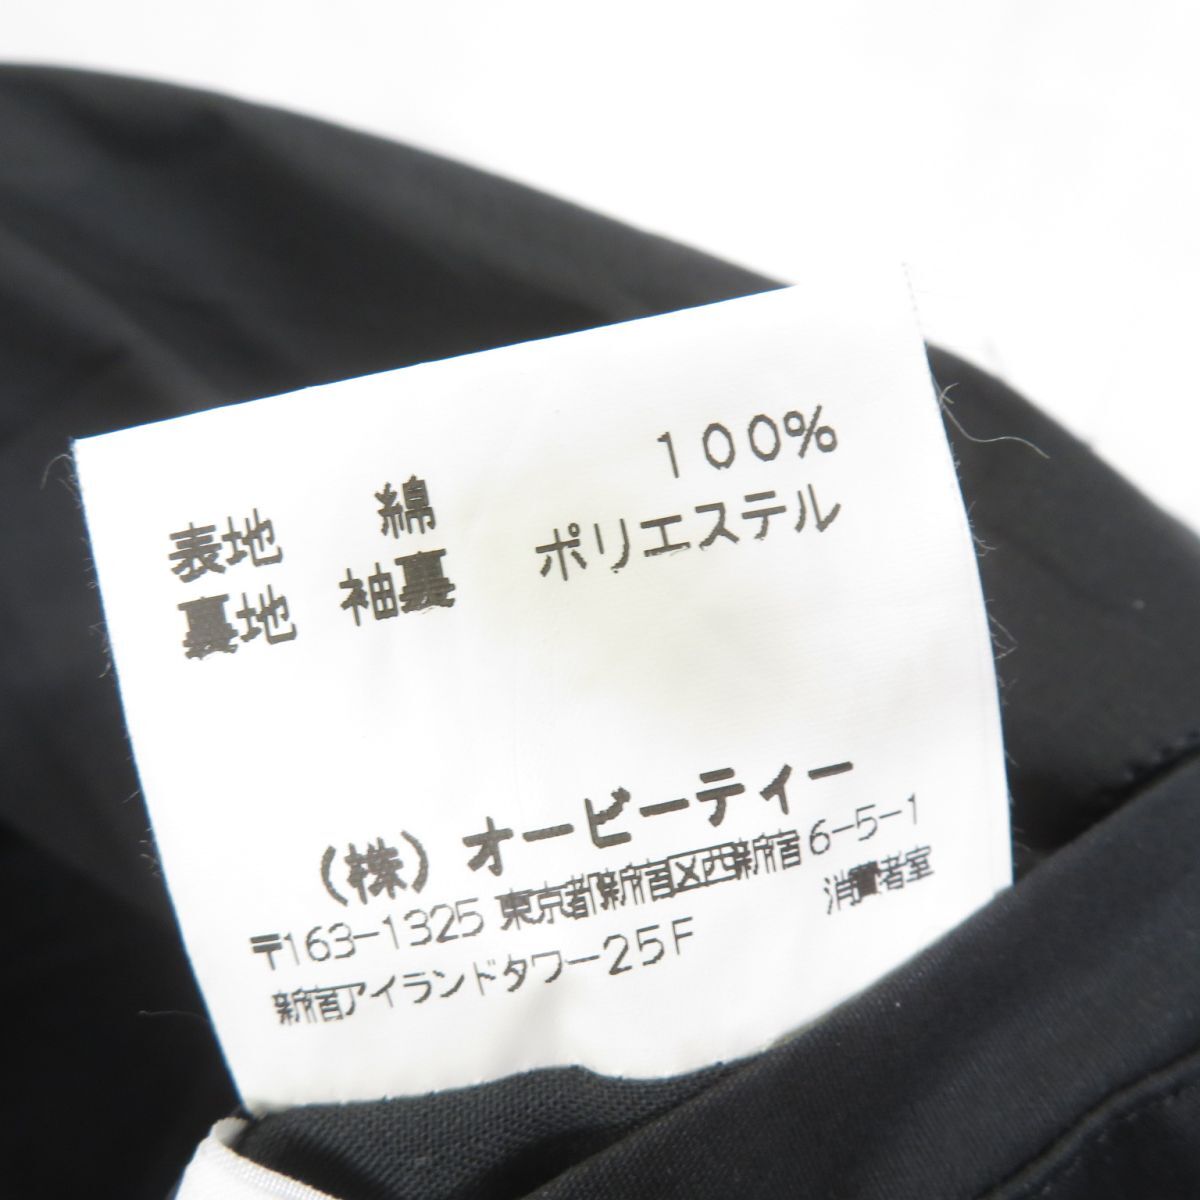 表地 綿 100%
裏地 袖裏 ポリエステル
(株) オービーティー
〒163-1325 東京都新宿区西新宿6-5-1
新宿アイランドタワー25F 消費者室